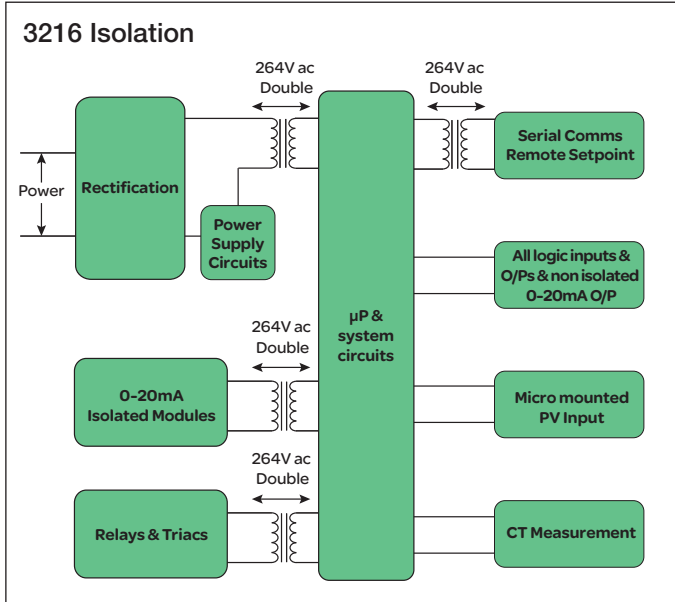 3216 Isolation
264V ac
Double
264V ac
Double
Power
Rectification
Power
Supply
Circuits
Serial Comms
Remote Setpoint
All logic inputs &
O/Ps & non isolated
0-20mA O/P
µP &
system
circuits
264V ac
Double
0-20mA
Isolated Modules
Micro mounted
PV Input
264V ac
Double
Relays & Triacs
CT Measurement